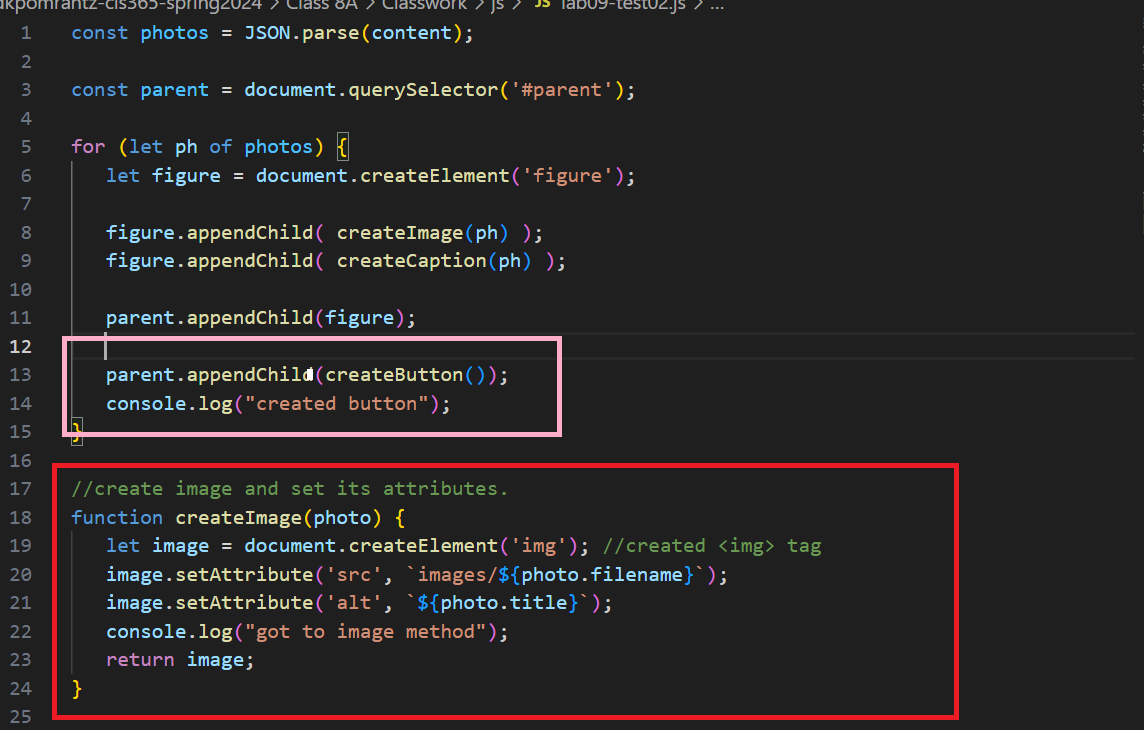 dkpomrantz-cis365-spring2024 > Class 8A > Classwork > js > JS lab09-test02.js > ...
1 const photos = JSON.parse(content);
2
3 const parent = document.querySelector('#parent');
4
5 for (let ph of photos) {
6 let figure = document.createElement('figure');
7
8 figure.appendChild( createImage(ph) );
9 figure.appendChild( createCaption(ph) );
10
11 parent.appendChild(figure);
12
13 parent.appendChild(createButton());
14 console.log("created button");
15 }
16
17 //create image and set its attributes.
18 function createImage(photo) {
19 let image = document.createElement('img'); //created <img> tag
20 image.setAttribute('src', `images/${photo.filename}`);
21 image.setAttribute('alt', `${photo.title}`);
22 console.log("got to image method");
23 return image;
24 }
25